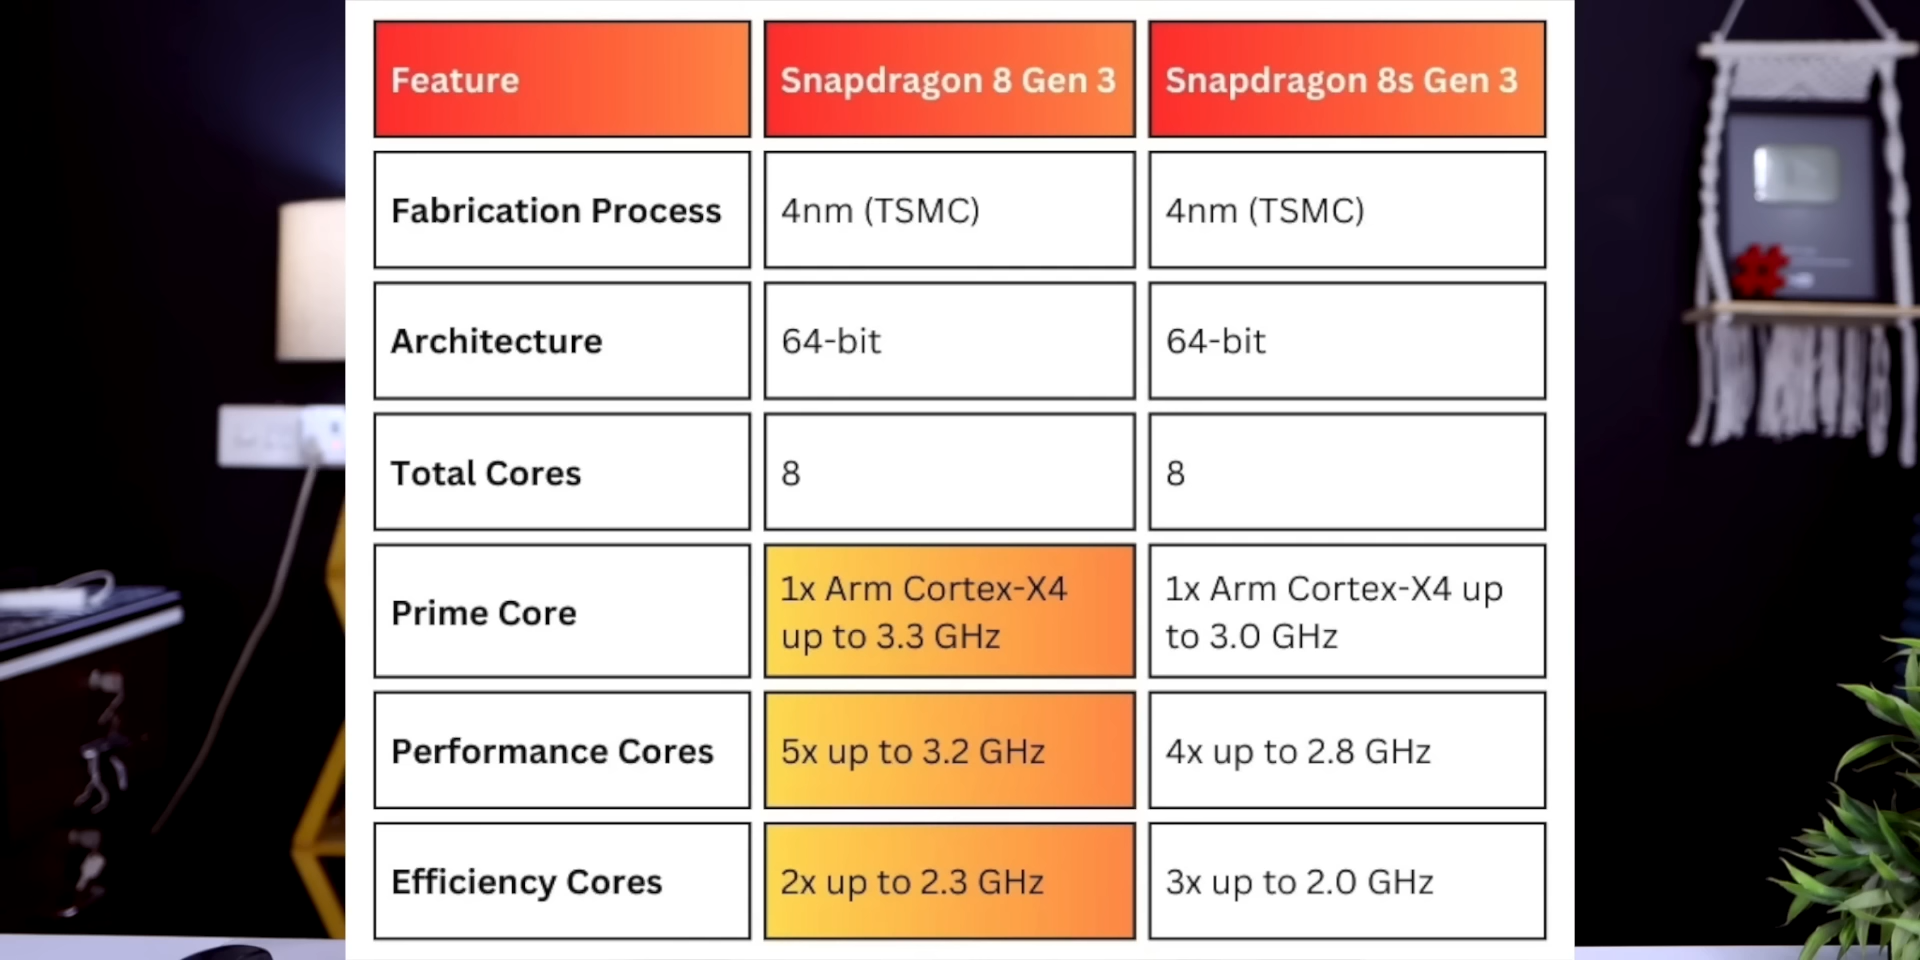 Feature
Snapdragon 8 Gen 3
Snapdragon 8s Gen 3
Fabrication Process
4nm (TSMC)
4nm (TSMC)
Architecture
64-bit
64-bit
Total Cores
8
8
Prime Core
1x Arm Cortex-X4
up to 3.3 GHz
1x Arm Cortex-X4 up
to 3.0 GHz
Performance Cores
5x up to 3.2 GHz
4x up to 2.8 GHz
Efficiency Cores
2x up to 2.3 GHz
3x up to 2.0 GHz